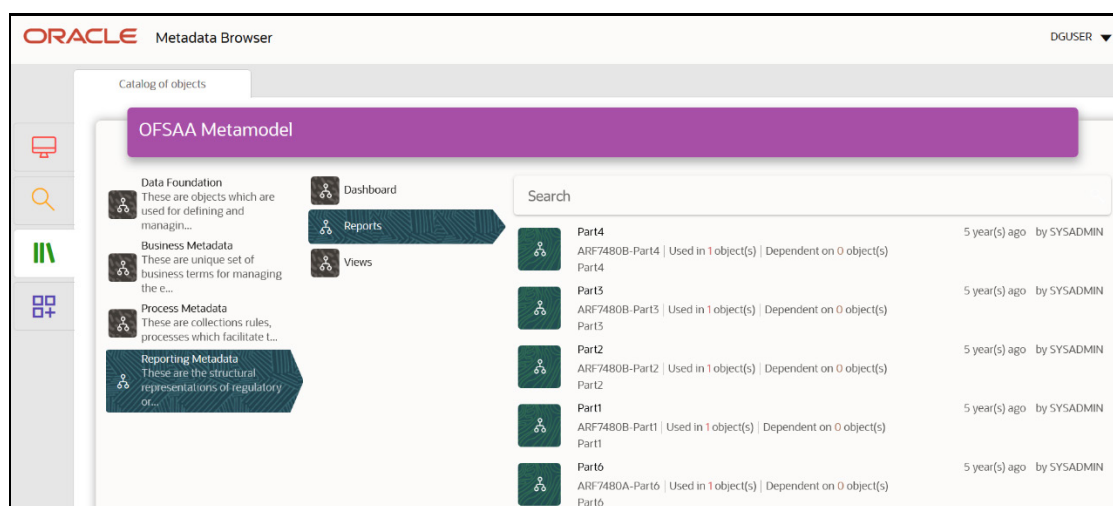 ORACLE Metadata Browser
DGUSER
Catalog of objects
OFSAA Metamodel
Data Foundation
These are objects which are
used for defining and
managin...
Business Metadata
These are unique set of
business terms for managing
the e...
Process Metadata
These are collections rules,
processes which facilitate t...
Reporting Metadata
These are the structural
representations of regulatory
or...
Dashboard
Reports
Views
Search
Part4
5 year(s) ago by SYSADMIN
ARF7480B-Part4 | Used in 1 object(s) | Dependent on 0 object(s)
Part4
Part3
5 year(s) ago by SYSADMIN
ARF7480B-Part3 | Used in 1 object(s) | Dependent on 0 object(s)
Part3
Part2
5 year(s) ago by SYSADMIN
ARF7480B-Part2 | Used in 1 object(s) | Dependent on 0 object(s)
Part2
Part1
5 year(s) ago by SYSADMIN
ARF7480B-Part1 | Used in 1 object(s) | Dependent on 0 object(s)
Part1
Part6
5 year(s) ago by SYSADMIN
ARF7480A-Part6 | Used in 1 object(s) | Dependent on 0 object(s)
Part6